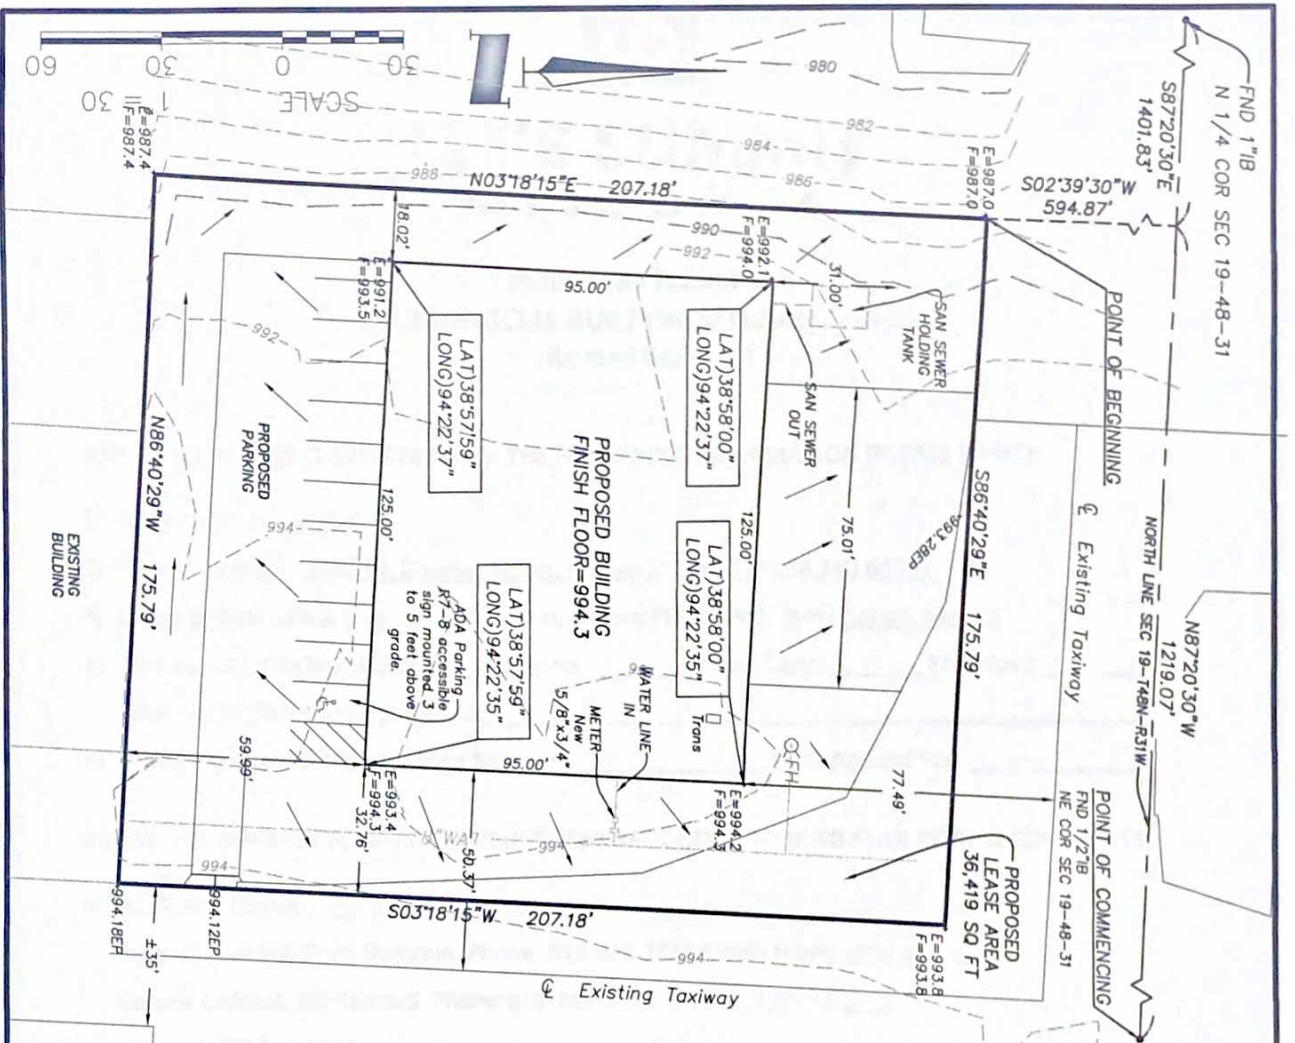 FND 1"IB
N 1/4 COR SEC 19-48-31
S87°20'30"E
1401.83'
S02°39'30"W
594.87'
NORTH LINE SEC 19-T48N-R31W
N87°20'30"W
1219.07'
POINT OF COMMENCING
FND 1/2"IB
NE COR SEC 19-48-31
POINT OF BEGINNING
℄ Existing Taxiway
E=987.0
F=987.0
S86°40'29"E 175.79'
993.28EP
PROPOSED
LEASE AREA
36,419 SQ FT
E=993.8
F=993.8
980
982
984
986
988
990
992
N03°18'15"E 207.18'
SAN SEWER
HOLDING
TANK
31.00'
E=992.1
F=994.0
SAN SEWER
OUT
75.01'
77.49'
FH
LAT)38°58'00"
LONG)94°22'37"
LAT)38°58'00"
LONG)94°22'35"
Trans
125.00'
E=994.2
95.00'
PROPOSED BUILDING
FINISH FLOOR=994.3
WATER LINE
IN
METER
New
5/8"x3/4"
LAT)38°57'59"
LONG)94°22'37"
LAT)38°57'59"
LONG)94°22'35"
95.00'
18.02'
E=991.2
F=993.5
125.00'
ADA Parking
R7-8 accessible
sign mounted 3
to 5 feet above
grade.
E=993.4
F=994.3
32.76'
50.37'
6"WAT
994
S03°18'15"W 207.18'
994
℄ Existing Taxiway
992
PROPOSED
PARKING
994
59.99'
994
994.12EP
994.18EP
±35'
E=987.4
F=987.4
N86°40'29"W 175.79'
EXISTING
BUILDING
SCALE
1 = 30
30
0
30
60